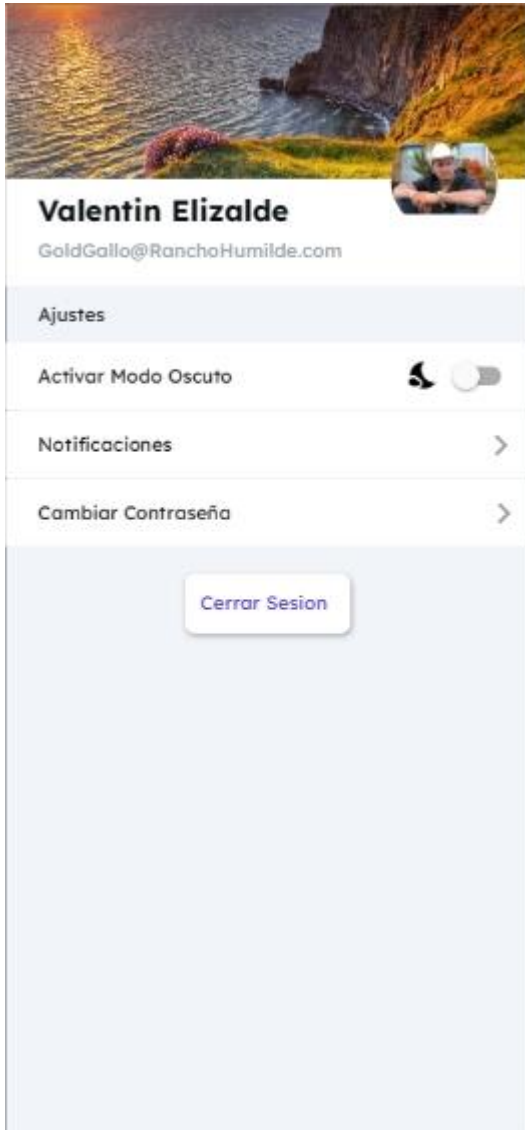 Valentin Elizalde
GoldGallo@RanchoHumilde.com
Ajustes
Activar Modo Oscuto
Notificaciones
Cambiar Contraseña
Cerrar Sesion